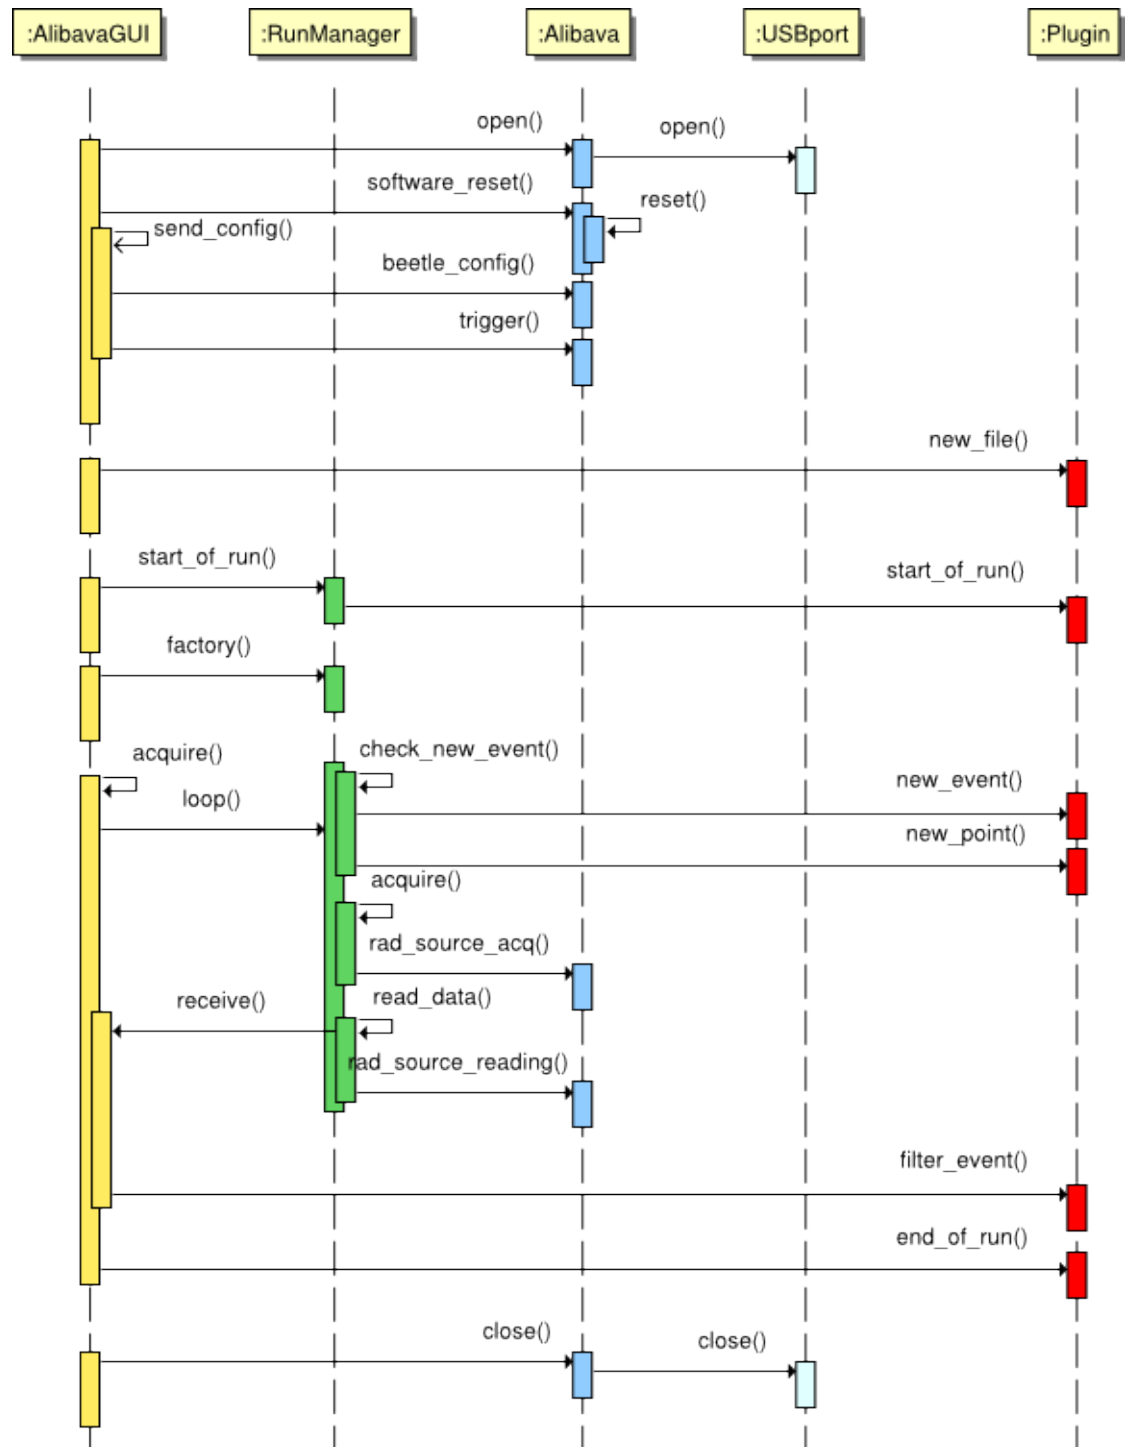 :AlibavaGUI :RunManager :Alibava :USBport :Plugin
open()
open()
software_reset()
reset()
send_config()
beetle_config()
trigger()
new_file()
start_of_run()
start_of_run()
factory()
check_new_event()
acquire()
new_event()
loop()
new_point()
acquire()
rad_source_acq()
read_data()
receive()
rad_source_reading()
filter_event()
end_of_run()
close()
close()